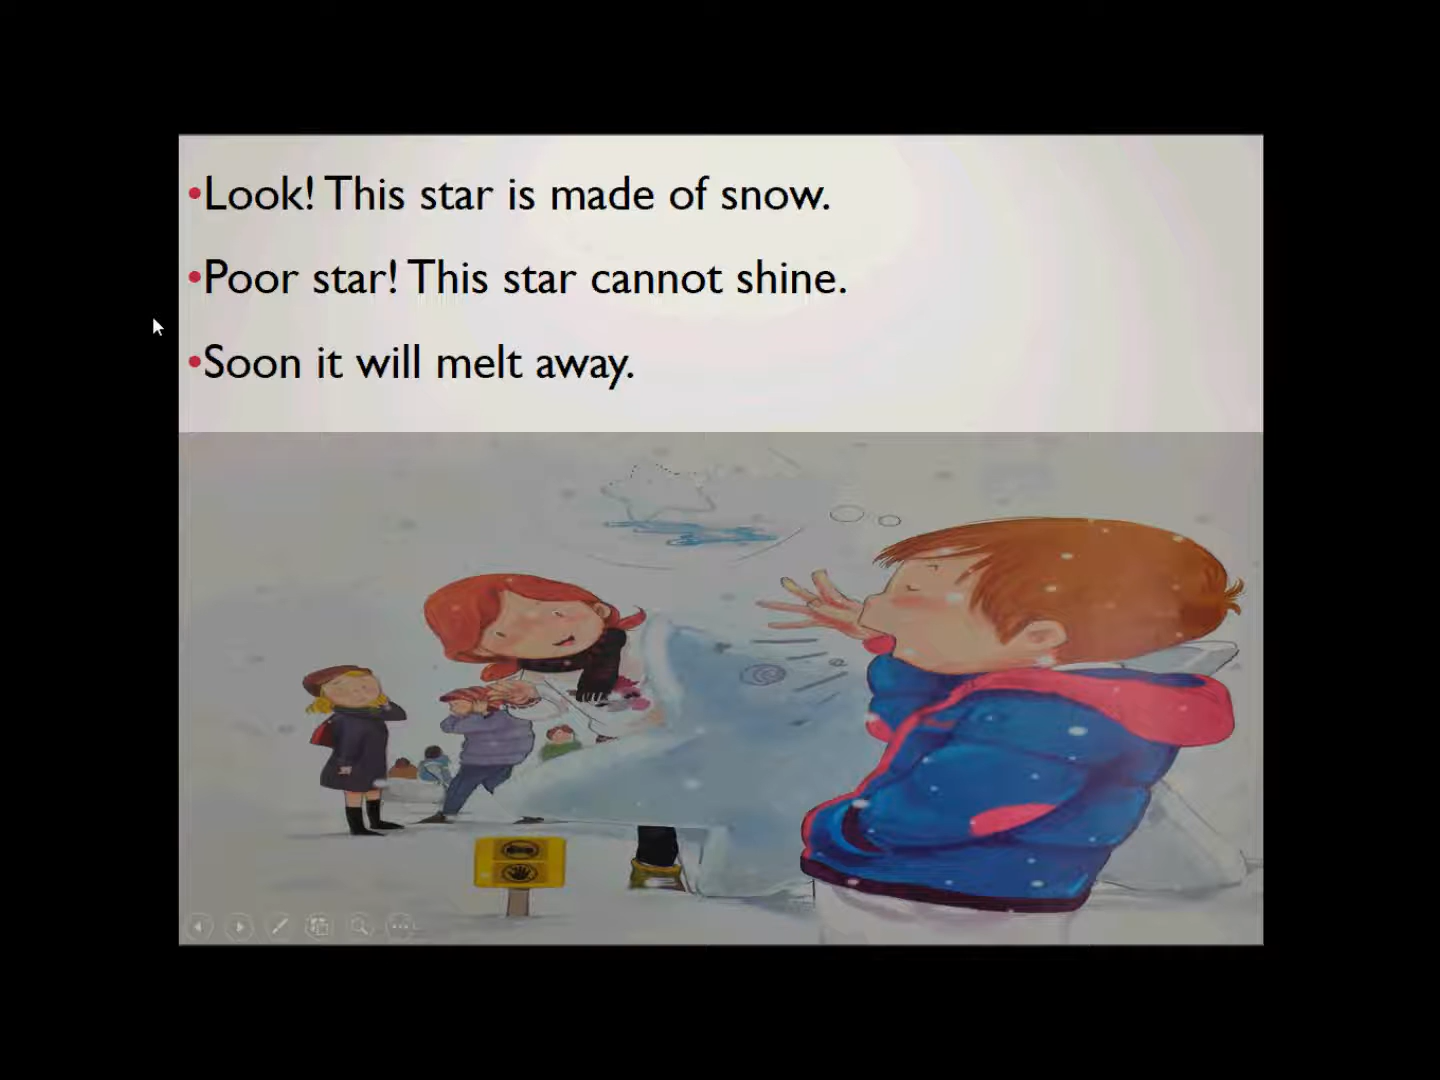 •Look! This star is made of snow.
•Poor star! This star cannot shine.
•Soon it will melt away.